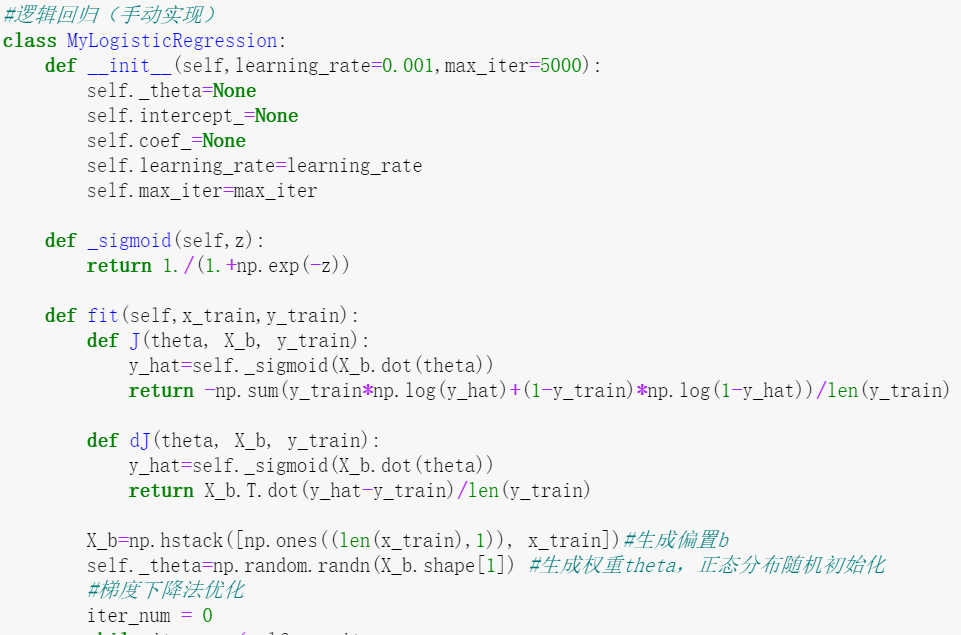 #逻辑回归（手动实现）
class MyLogisticRegression:
    def __init__(self,learning_rate=0.001,max_iter=5000):
        self._theta=None
        self.intercept_=None
        self.coef_=None
        self.learning_rate=learning_rate
        self.max_iter=max_iter
    def _sigmoid(self,z):
        return 1./(1.+np.exp(-z))
    def fit(self,x_train,y_train):
        def J(theta, X_b, y_train):
            y_hat=self._sigmoid(X_b.dot(theta))
            return -np.sum(y_train*np.log(y_hat)+(1-y_train)*np.log(1-y_hat))/len(y_train)
        def dJ(theta, X_b, y_train):
            y_hat=self._sigmoid(X_b.dot(theta))
            return X_b.T.dot(y_hat-y_train)/len(y_train)
        X_b=np.hstack([np.ones((len(x_train),1)), x_train])#生成偏置b
        self._theta=np.random.randn(X_b.shape[1]) #生成权重theta，正态分布随机初始化
        #梯度下降法优化
        iter_num = 0